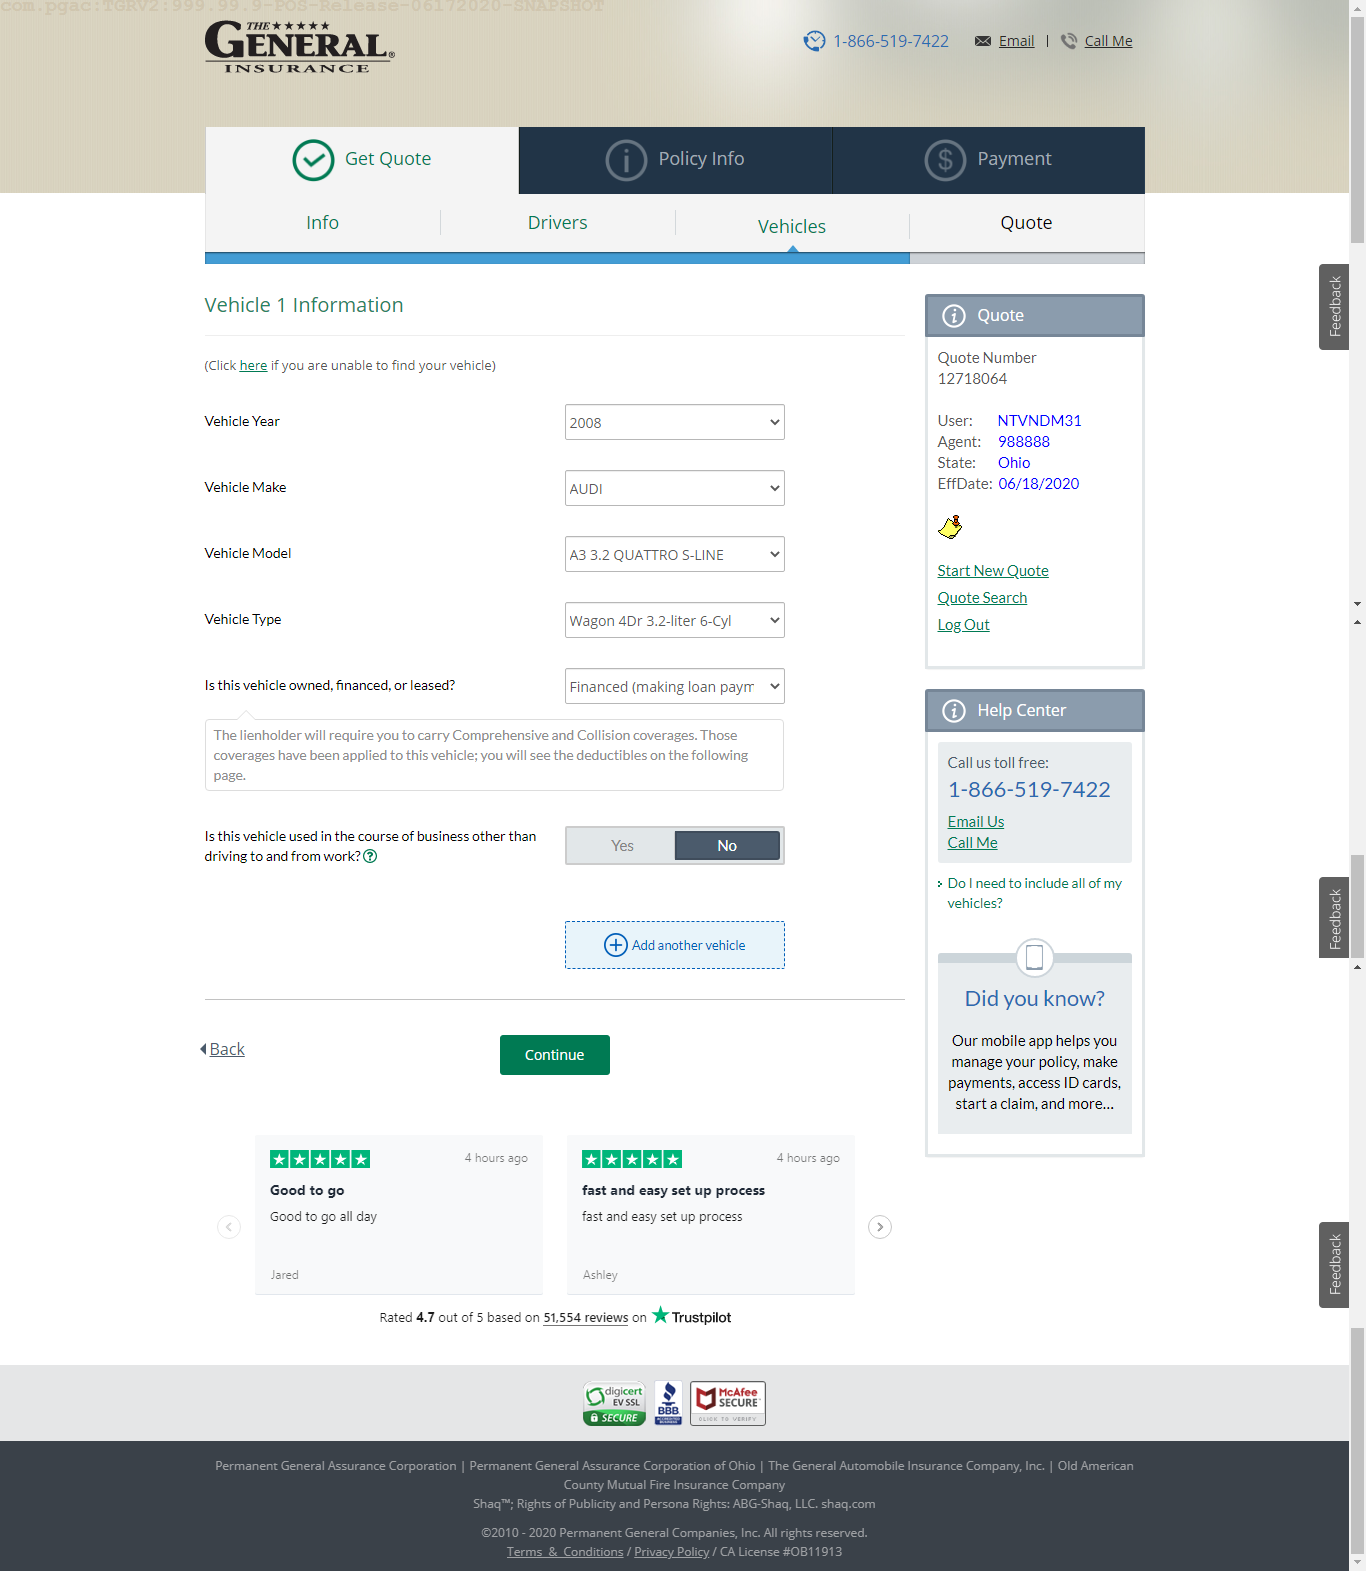 com.pgac:TGRV2:999.99.9-POS-Release-06172020-SNAPSHOT
THE
GENERAL®
INSURANCE
1-866-519-7422 Email | Call Me
Get Quote Policy Info Payment
Info Drivers Vehicles Quote
Vehicle 1 Information
(Click here if you are unable to find your vehicle)
Vehicle Year 2008
Vehicle Make AUDI
Vehicle Model A3 3.2 QUATTRO S-LINE
Vehicle Type Wagon 4Dr 3.2-liter 6-Cyl
Is this vehicle owned, financed, or leased? Financed (making loan paym
The lienholder will require you to carry Comprehensive and Collision coverages. Those
coverages have been applied to this vehicle; you will see the deductibles on the following
page.
Is this vehicle used in the course of business other than
driving to and from work? Yes No
Add another vehicle
Back Continue
Quote
Quote Number
12718064
User: NTVNDM31
Agent: 988888
State: Ohio
EffDate: 06/18/2020
Start New Quote
Quote Search
Log Out
Help Center
Call us toll free:
1-866-519-7422
Email Us
Call Me
Do I need to include all of my
vehicles?
Did you know?
Our mobile app helps you
manage your policy, make
payments, access ID cards,
start a claim, and more...
Feedback
Feedback
Feedback
4 hours ago
Good to go
Good to go all day
Jared
4 hours ago
fast and easy set up process
fast and easy set up process
Ashley
Rated 4.7 out of 5 based on 51,554 reviews on Trustpilot
digicert
EV SSL
SECURE
BBB
ACCREDITED
BUSINESS
McAfee
SECURE
CLICK TO VERIFY
Permanent General Assurance Corporation | Permanent General Assurance Corporation of Ohio | The General Automobile Insurance Company, Inc. | Old American
County Mutual Fire Insurance Company
Shaq™; Rights of Publicity and Persona Rights: ABG-Shaq, LLC. shaq.com
©2010 - 2020 Permanent General Companies, Inc. All rights reserved.
Terms & Conditions / Privacy Policy / CA License #OB11913